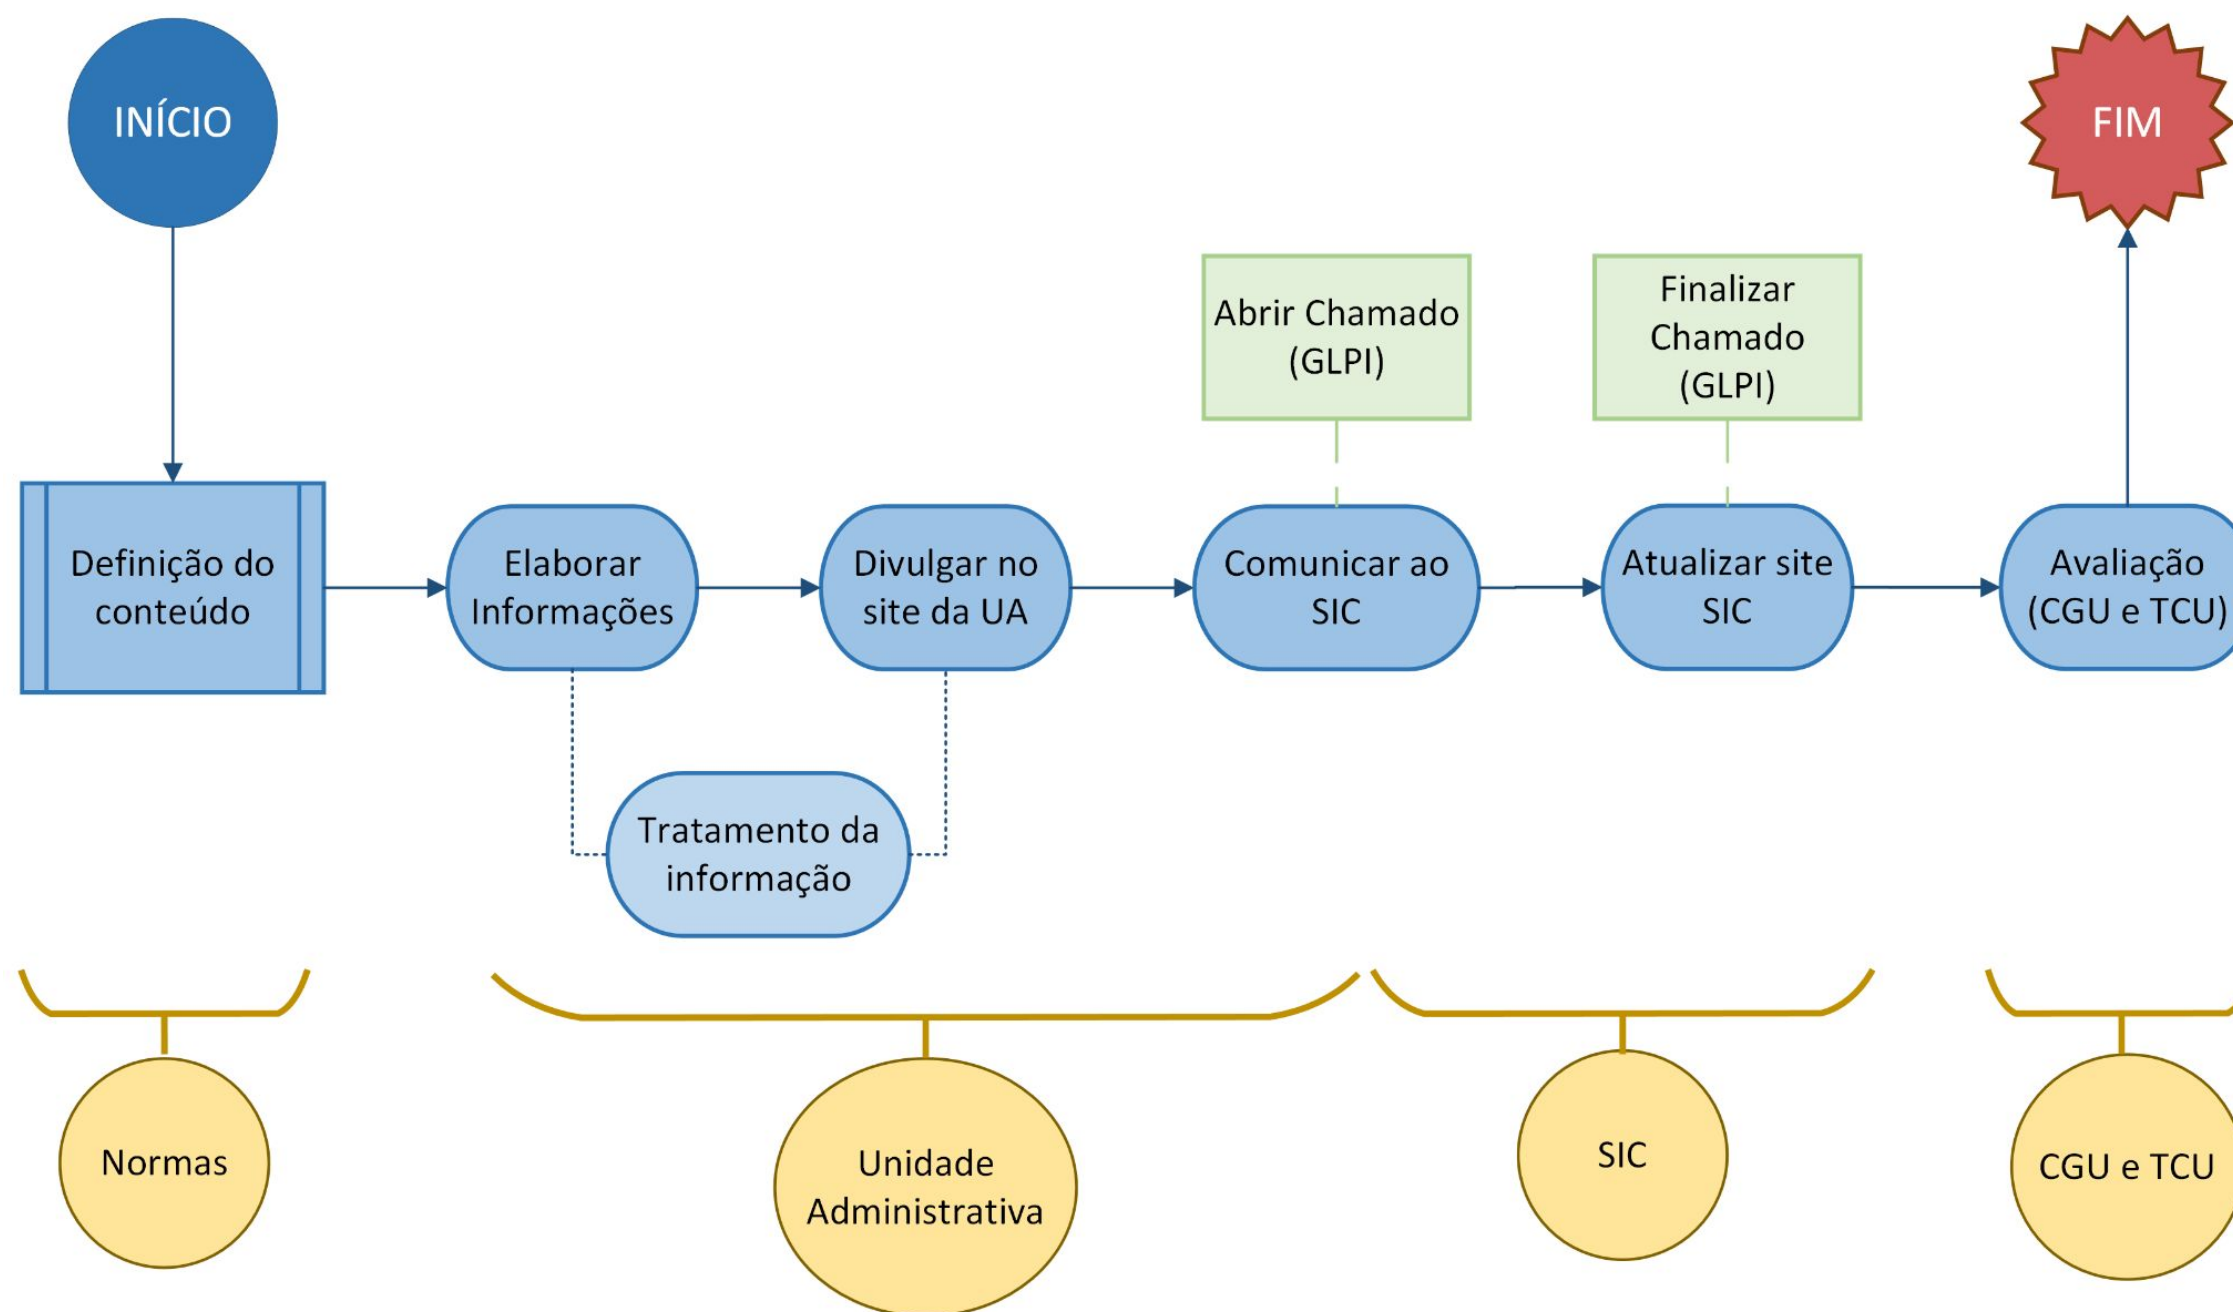 INÍCIO
FIM
Abrir Chamado
(GLPI)
Finalizar
Chamado
(GLPI)
Definição do
conteúdo
Elaborar
Informações
Divulgar no
site da UA
Comunicar ao
SIC
Atualizar site
SIC
Avaliação
(CGU e TCU)
Tratamento da
informação
Normas
Unidade
Administrativa
SIC
CGU e TCU